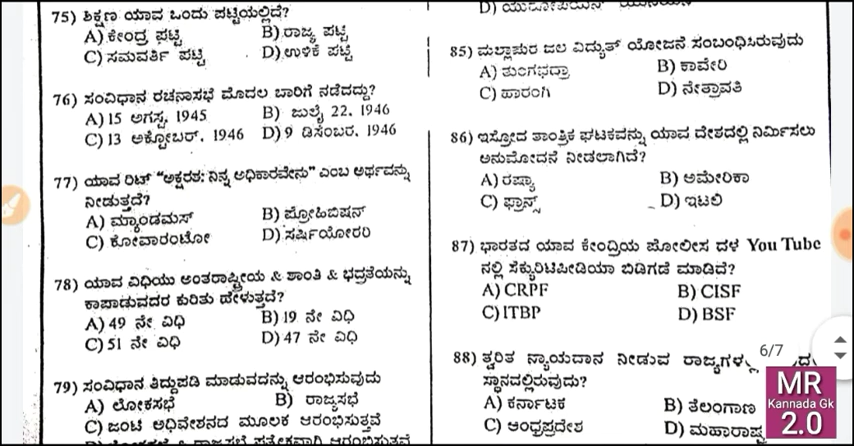 75) ಶಿಕ್ಷಣ ಯಾವ ಒಂದು ಪಟ್ಟಿಯಲ್ಲಿದೆ?
A) ಕೇಂದ್ರ ಪಟ್ಟಿ B) ರಾಜ್ಯ ಪಟ್ಟಿ
C) ಸಮವರ್ತಿ ಪಟ್ಟಿ D) ಉಳಿಕೆ ಪಟ್ಟಿ
76) ಸಂವಿಧಾನ ರಚನಾಸಭೆ ಮೊದಲ ಬಾರಿಗೆ ನಡೆದದ್ದು?
A) 15 ಅಗಸ್ಟ, 1945 B) ಜುಲೈ 22, 1946
C) 13 ಅಕ್ಟೋಬರ್, 1946 D) 9 ಡಿಸೆಂಬರ, 1946
77) ಯಾವ ರಿಟ್ "ಅಕ್ಷರಶ: ನಿನ್ನ ಅಧಿಕಾರವೇನು" ಎಂಬ ಅರ್ಥವನ್ನು
ನೀಡುತ್ತದೆ?
A) ಮ್ಯಾಂಡಮಸ್ B) ಪ್ರೋಹಿಬಿಷನ್
C) ಕೋವಾರಂಟೋ D) ಸರ್ಷಿಯೋರರಿ
78) ಯಾವ ವಿಧಿಯು ಅಂತರಾಷ್ಟ್ರೀಯ & ಶಾಂತಿ & ಭದ್ರತೆಯನ್ನು
ಕಾಪಾಡುವದರ ಕುರಿತು ಹೇಳುತ್ತದೆ?
A) 49 ನೇ ವಿಧಿ B) 19 ನೇ ವಿಧಿ
C) 51 ನೇ ವಿಧಿ D) 47 ನೇ ವಿಧಿ
79) ಸಂವಿಧಾನ ತಿದ್ದುಪಡಿ ಮಾಡುವದನ್ನು ಆರಂಭಿಸುವುದು
A) ಲೋಕಸಭೆ B) ರಾಜ್ಯಸಭೆ
C) ಜಂಟಿ ಅಧಿವೇಶನದ ಮೂಲಕ ಆರಂಭಿಸುತ್ತವೆ
85) ಮಲ್ಲಾಪುರ ಜಲ ವಿದ್ಯುತ್ ಯೋಜನೆ ಸಂಬಂಧಿಸಿರುವುದು
A) ತುಂಗಭದ್ರಾ B) ಕಾವೇರಿ
C) ಹಾರಂಗಿ D) ನೇತ್ರಾವತಿ
86) ಇಸ್ರೋದ ತಾಂತ್ರಿಕ ಘಟಕವನ್ನು ಯಾವ ದೇಶದಲ್ಲಿ ನಿರ್ಮಿಸಲು
ಅನುಮೋದನೆ ನೀಡಲಾಗಿದೆ?
A) ರಷ್ಯಾ B) ಅಮೇರಿಕಾ
C) ಫ್ರಾನ್ಸ್ D) ಇಟಲಿ
87) ಭಾರತದ ಯಾವ ಕೇಂದ್ರಿಯ ಪೋಲೀಸ ದಳ You Tube
ನಲ್ಲಿ ಸೆಕ್ಯುರಿಟಿಪೀಡಿಯಾ ಬಿಡಗಡೆ ಮಾಡಿದೆ?
A) CRPF B) CISF
C) ITBP D) BSF
88) ತ್ವರಿತ ನ್ಯಾಯದಾನ ನೀಡುವ
ಸ್ಥಾನದಲ್ಲಿರುವುದು?
A) ಕರ್ನಾಟಕ B) ತೆಲಂಗಾಣ
C) ಆಂಧ್ರಪ್ರದೇಶ D)
6/7
MR
Kannada Gk
2.0